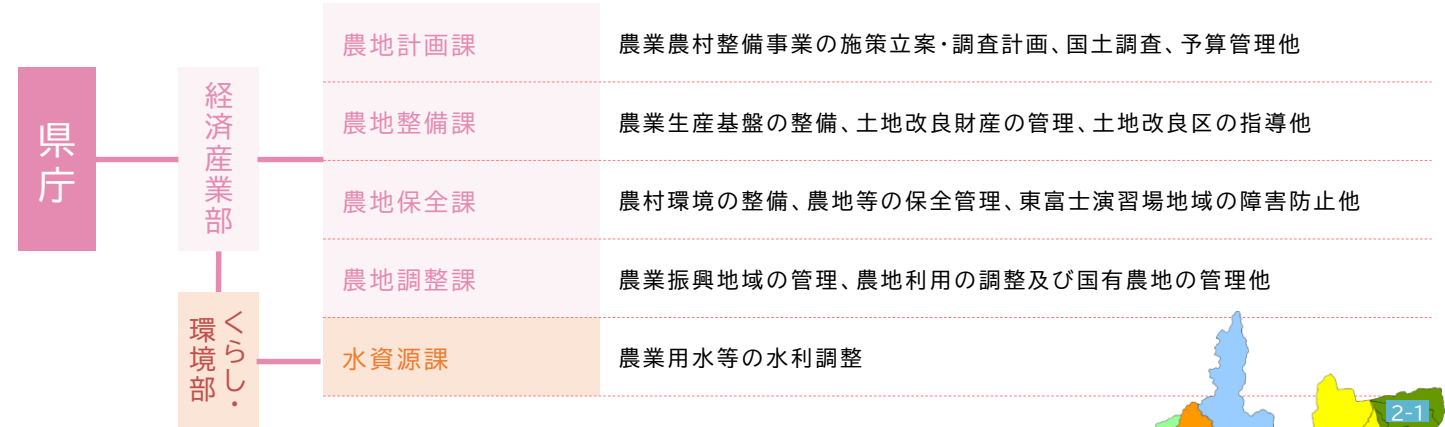 県庁
経済産業部
農地計画課
農業農村整備事業の施策立案・調査計画、国土調査、予算管理他
農地整備課
農業生産基盤の整備、土地改良財産の管理、土地改良区の指導他
農地保全課
農村環境の整備、農地等の保全管理、東富士演習場地域の障害防止他
農地調整課
農業振興地域の管理、農地利用の調整及び国有農地の管理他
くらし・
環境部
水資源課
農業用水等の水利調整
2-1